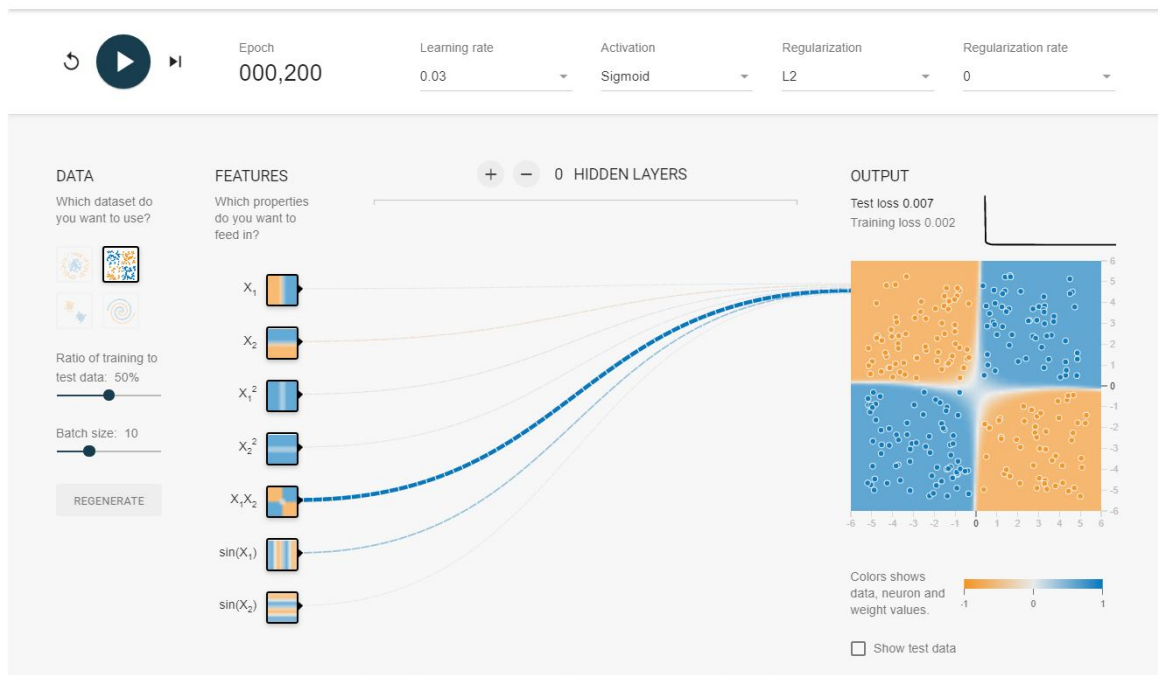 Epoch
000,200
Learning rate
0.03
Activation
Sigmoid
Regularization
L2
Regularization rate
0
DATA
Which dataset do
you want to use?
Ratio of training to
test data: 50%
Batch size: 10
REGENERATE
FEATURES
Which properties
do you want to
feed in?
X₁
X₂
X₁²
X₂²
X₁X₂
sin(X₁)
sin(X₂)
+ − 0 HIDDEN LAYERS
OUTPUT
Test loss 0.007
Training loss 0.002
6
5
4
3
2
1
0
-1
-2
-3
-4
-5
-6
-6 -5 -4 -3 -2 -1 0 1 2 3 4 5 6
Colors shows
data, neuron and
weight values.
-1 0 1
Show test data